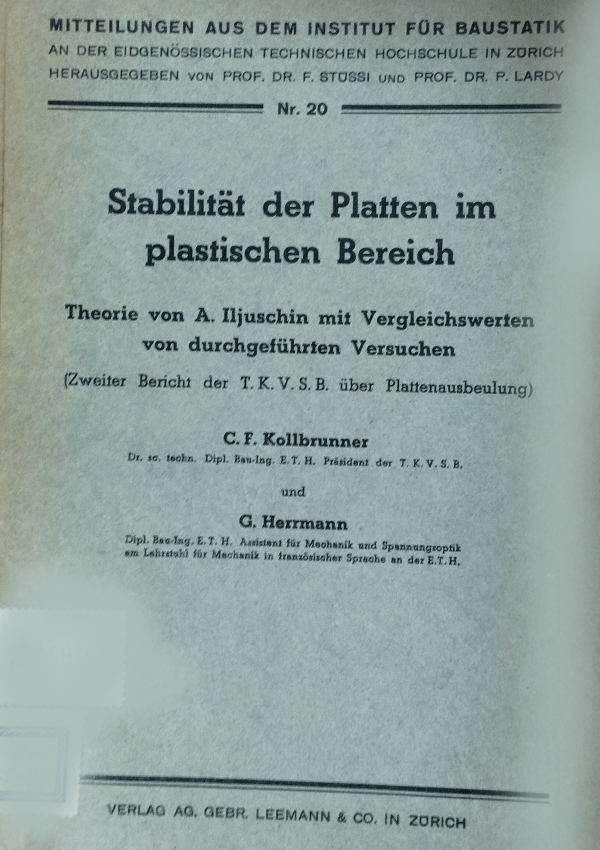 MITTEILUNGEN AUS DEM INSTITUT FÜR BAUSTATIK
AN DER EIDGENÖSSISCHEN TECHNISCHEN HOCHSCHULE IN ZÜRICH
HERAUSGEGEBEN VON PROF. DR. F. STÜSSI UND PROF. DR. P. LARDY
Nr. 20
Stabilität der Platten im
plastischen Bereich
Theorie von A. Iljuschin mit Vergleichswerten
von durchgeführten Versuchen
(Zweiter Bericht der T. K. V. S. B. über Plattenausbeulung)
C. F. Kollbrunner
Dr. sc. techn. Dipl. Bau-Ing. E. T. H. Präsident der T. K. V. S. B.
und
G. Herrmann
Dipl. Bau-Ing. E. T. H. Assistent für Mechanik und Spannungsoptik
am Lehrstuhl für Mechanik in französischer Sprache an der E. T. H.
VERLAG AG. GEBR. LEEMANN & CO. IN ZÜRICH